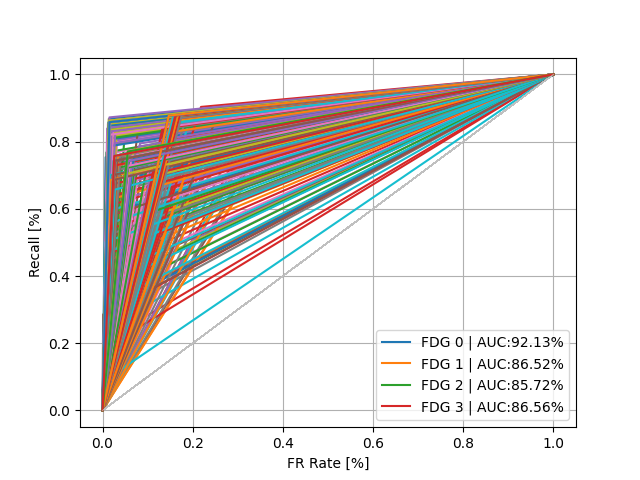 1.0
0.8
0.6
0.4
0.2
0.0
Recall [%]
0.0 0.2 0.4 0.6 0.8 1.0
FR Rate [%]
FDG 0 | AUC:92.13%
FDG 1 | AUC:86.52%
FDG 2 | AUC:85.72%
FDG 3 | AUC:86.56%